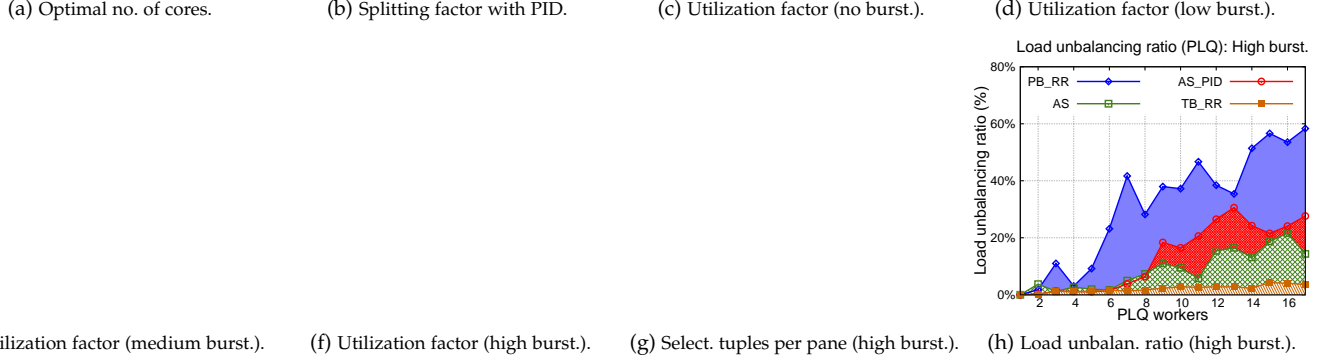 (a) Optimal no. of cores.
(b) Splitting factor with PID.
(c) Utilization factor (no burst.).
(d) Utilization factor (low burst.).
Load unbalancing ratio (PLQ): High burst.
Load unbalancing ratio (%)
80%
60%
40%
20%
0%
PB_RR
AS_PID
AS
TB_RR
2 4 6 8 10 12 14 16
PLQ workers
ilization factor (medium burst.).
(f) Utilization factor (high burst.).
(g) Select. tuples per pane (high burst.).
(h) Load unbalan. ratio (high burst.).